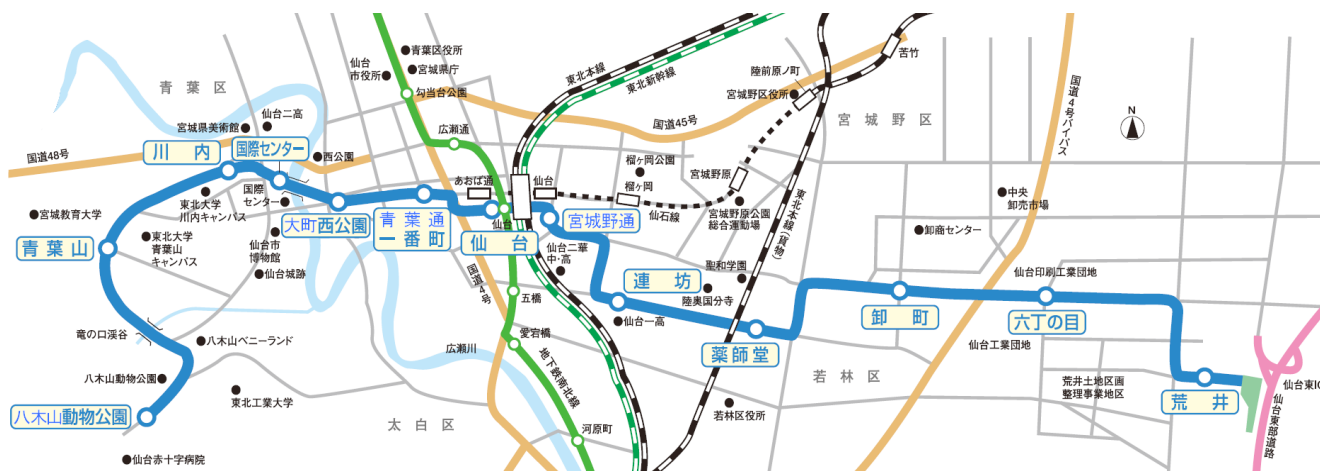 青葉区
宮城県美術館
仙台二高
国道48号
川内
国際センター
西公園
東北大学
川内キャンパス
国際
センター
宮城教育大学
青葉山
東北大学
青葉山
キャンパス
仙台市
博物館
仙台城跡
大町西公園
竜の口渓谷
八木山ベニーランド
八木山動物公園
八木山動物公園
東北工業大学
仙台赤十字病院
太白区
仙台
市役所
青葉区役所
宮城県庁
勾当台公園
広瀬通
あおば通
仙台
青葉通
一番町
仙台
仙台
国道4号
五橋
愛宕橋
広瀬川
地下鉄南北線
河原町
東北本線
東北新幹線
国道45号
榴ヶ岡公園
榴ヶ岡
仙石線
宮城野原
宮城野原公園
総合運動場
陸前原ノ町
宮城野区役所
苦竹
宮城野区
宮城野通
仙台二華
中・高
連坊
仙台一高
聖和学園
陸奥国分寺
薬師堂
東北本線(貨物)
若林区役所
若林区
中央
卸売市場
卸商センター
卸町
国道4号バイパス
N
仙台印刷工業団地
六丁の目
仙台工業団地
荒井土地区画
整理事業地区
荒井
仙台東IC
仙台東部道路